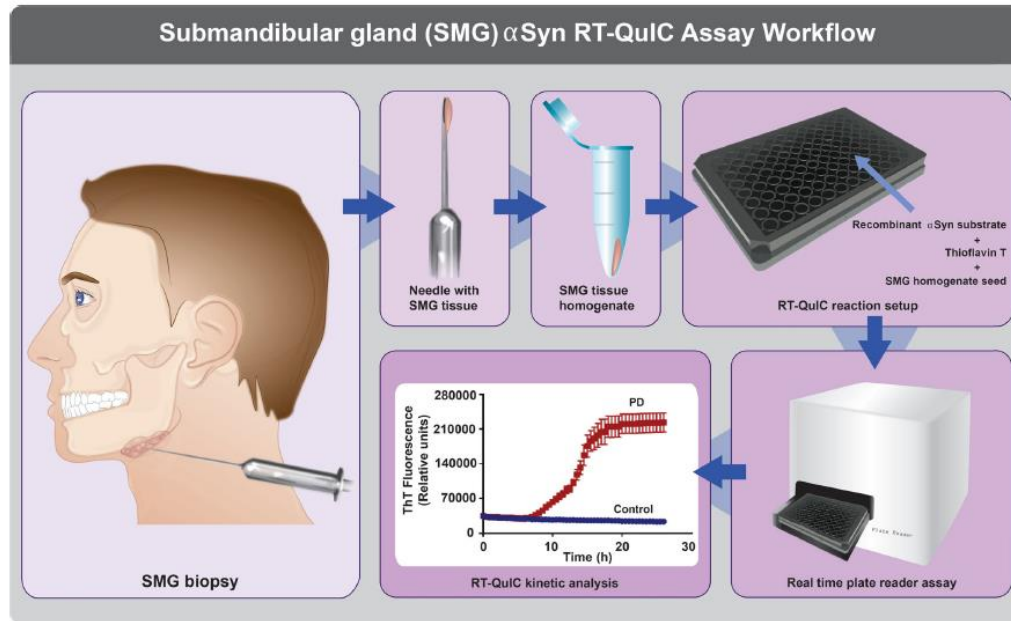 Submandibular gland (SMG) αSyn RT-QuIC Assay Workflow
SMG biopsy
Needle with
SMG tissue
SMG tissue
homogenate
Recombinant αSyn substrate
+
Thioflavin T
+
SMG homogenate seed
RT-QuIC reaction setup
Plate Reader
Real time plate reader assay
ThT Fluorescence
(Relative units)
280000
210000
140000
70000
0
PD
Control
0
10
20
30
Time (h)
RT-QuIC kinetic analysis